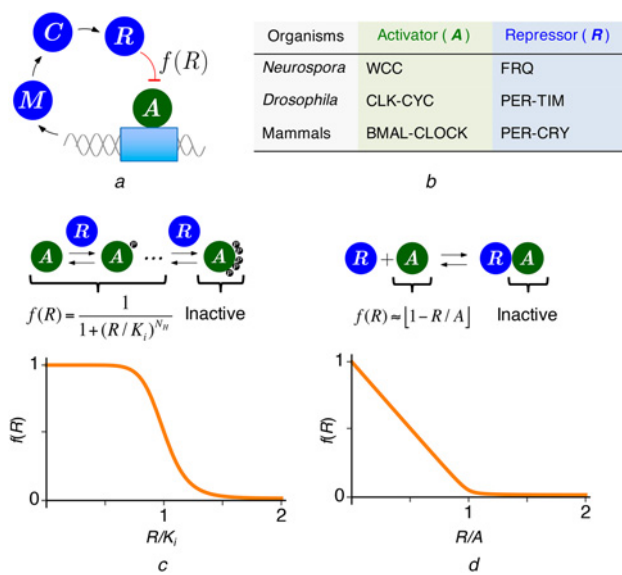 C
R
f(R)
M
A
a
Organisms Activator (A) Repressor (R)
Neurospora WCC FRQ
Drosophila CLK-CYC PER-TIM
Mammals BMAL-CLOCK PER-CRY
b
R R
A A ... A
f(R) = 1 / 1+(R/K_i)^{N_H} Inactive
1
f(R)
0
1 2
R/K_i
c
R + A RA
f(R)≈⌊1−R/A⌋ Inactive
1
f(R)
0
1 2
R/A
d